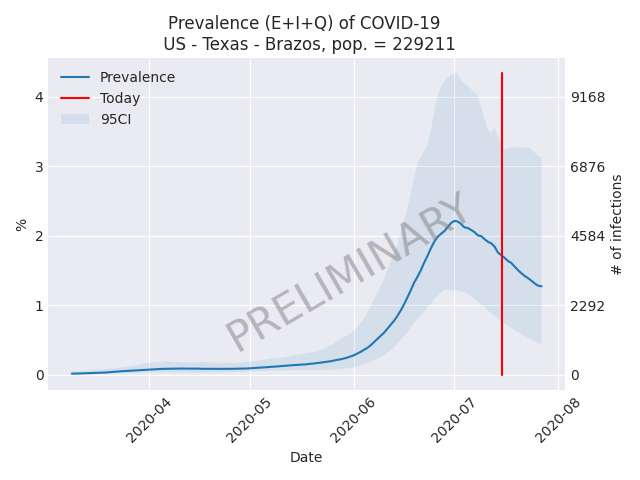 Prevalence (E+I+Q) of COVID-19
US - Texas - Brazos, pop. = 229211
Prevalence
Today
95CI
4
3
2
1
0
%
9168
6876
4584
2292
0
# of infections
PRELIMINARY
2020-04
2020-05
2020-06
2020-07
2020-08
Date